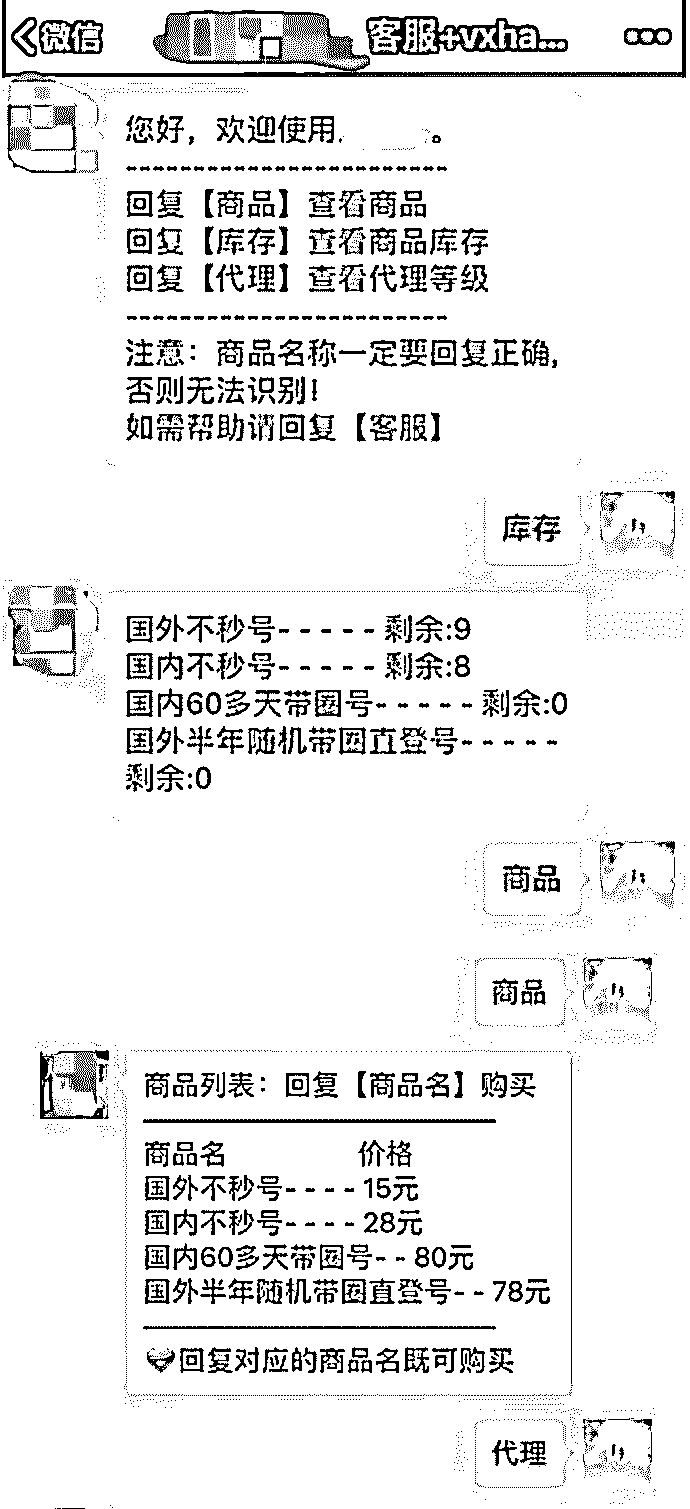 微信
客服+vxha...
您好，欢迎使用.。
------------------------
回复【商品】查看商品
回复【库存】查看商品库存
回复【代理】查看代理等级
------------------------
注意：商品名称一定要回复正确，
否则无法识别！
如需帮助请回复【客服】
库存
国外不秒号-----剩余:9
国内不秒号-----剩余:8
国内60多天带圈号-----剩余:0
国外半年随机带圈直登号-----
剩余:0
商品
商品
商品列表：回复【商品名】购买
商品名 价格
国外不秒号----15元
国内不秒号----28元
国内60多天带圈号--80元
国外半年随机带圈直登号--78元
回复对应的商品名既可购买
代理